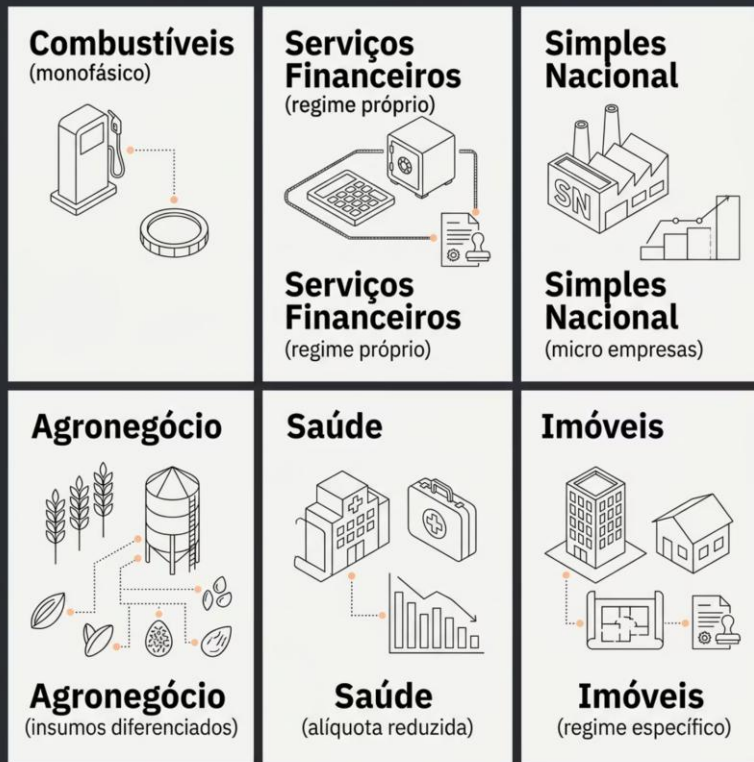 Combustíveis
(monofásico)
Serviços
Financeiros
(regime próprio)
Serviços
Financeiros
(regime próprio)
Simples
Nacional
SN
Simples
Nacional
(micro empresas)
Agronegócio
Agronegócio
(insumos diferenciados)
Saúde
Saúde
(alíquota reduzida)
Imóveis
Imóveis
(regime específico)